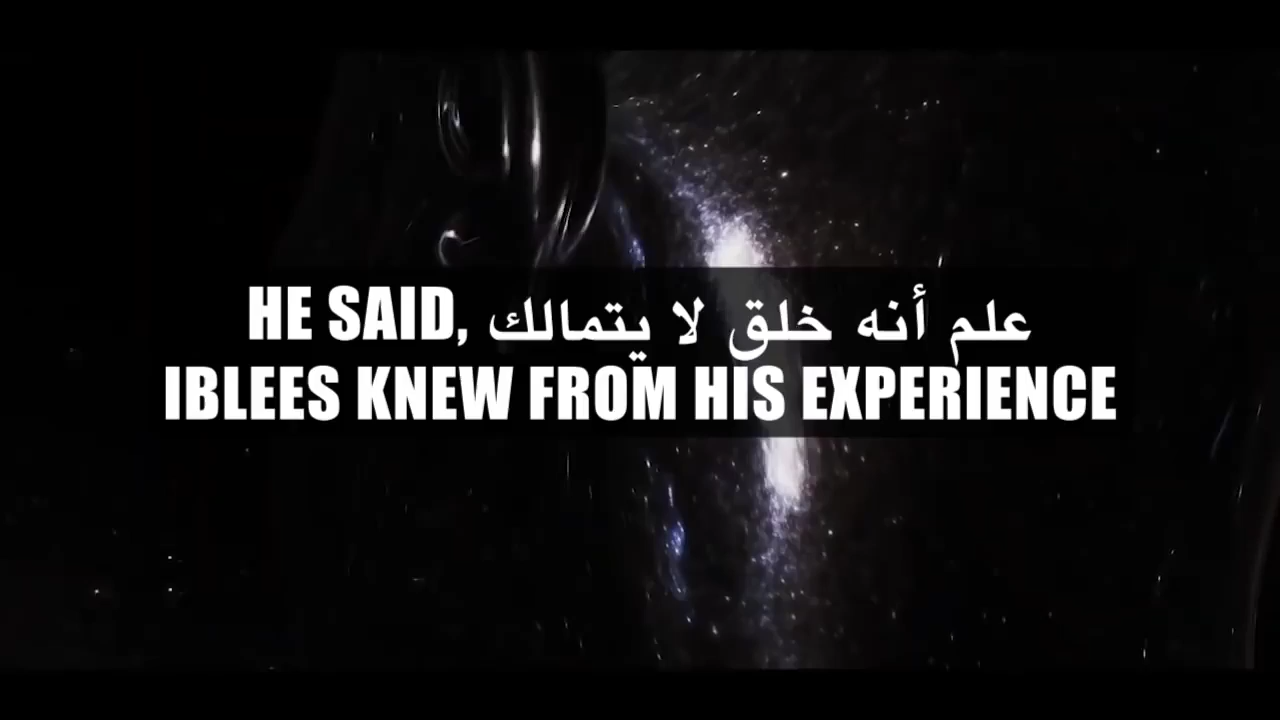 HE SAID, علم أنه خلق لا يتمالك
IBLEES KNEW FROM HIS EXPERIENCE